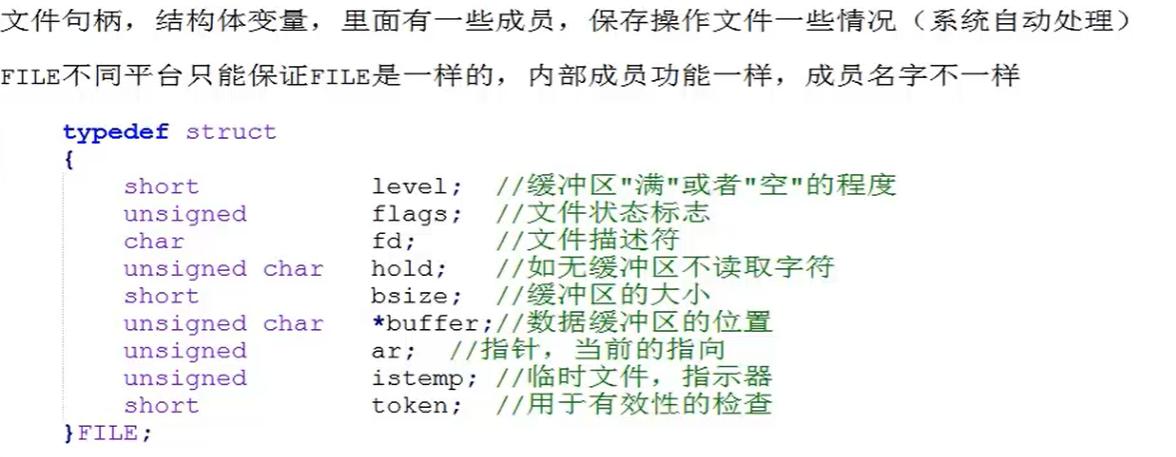 文件句柄，结构体变量，里面有一些成员，保存操作文件一些情况（系统自动处理）
FILE不同平台只能保证FILE是一样的，内部成员功能一样，成员名字不一样
typedef struct
{
short level; //缓冲区"满"或者"空"的程度
unsigned flags; //文件状态标志
char fd; //文件描述符
unsigned char hold; //如无缓冲区不读取字符
short bsize; //缓冲区的大小
unsigned char *buffer;//数据缓冲区的位置
unsigned ar; //指针，当前的指向
unsigned istemp; //临时文件，指示器
short token; //用于有效性的检查
}FILE;